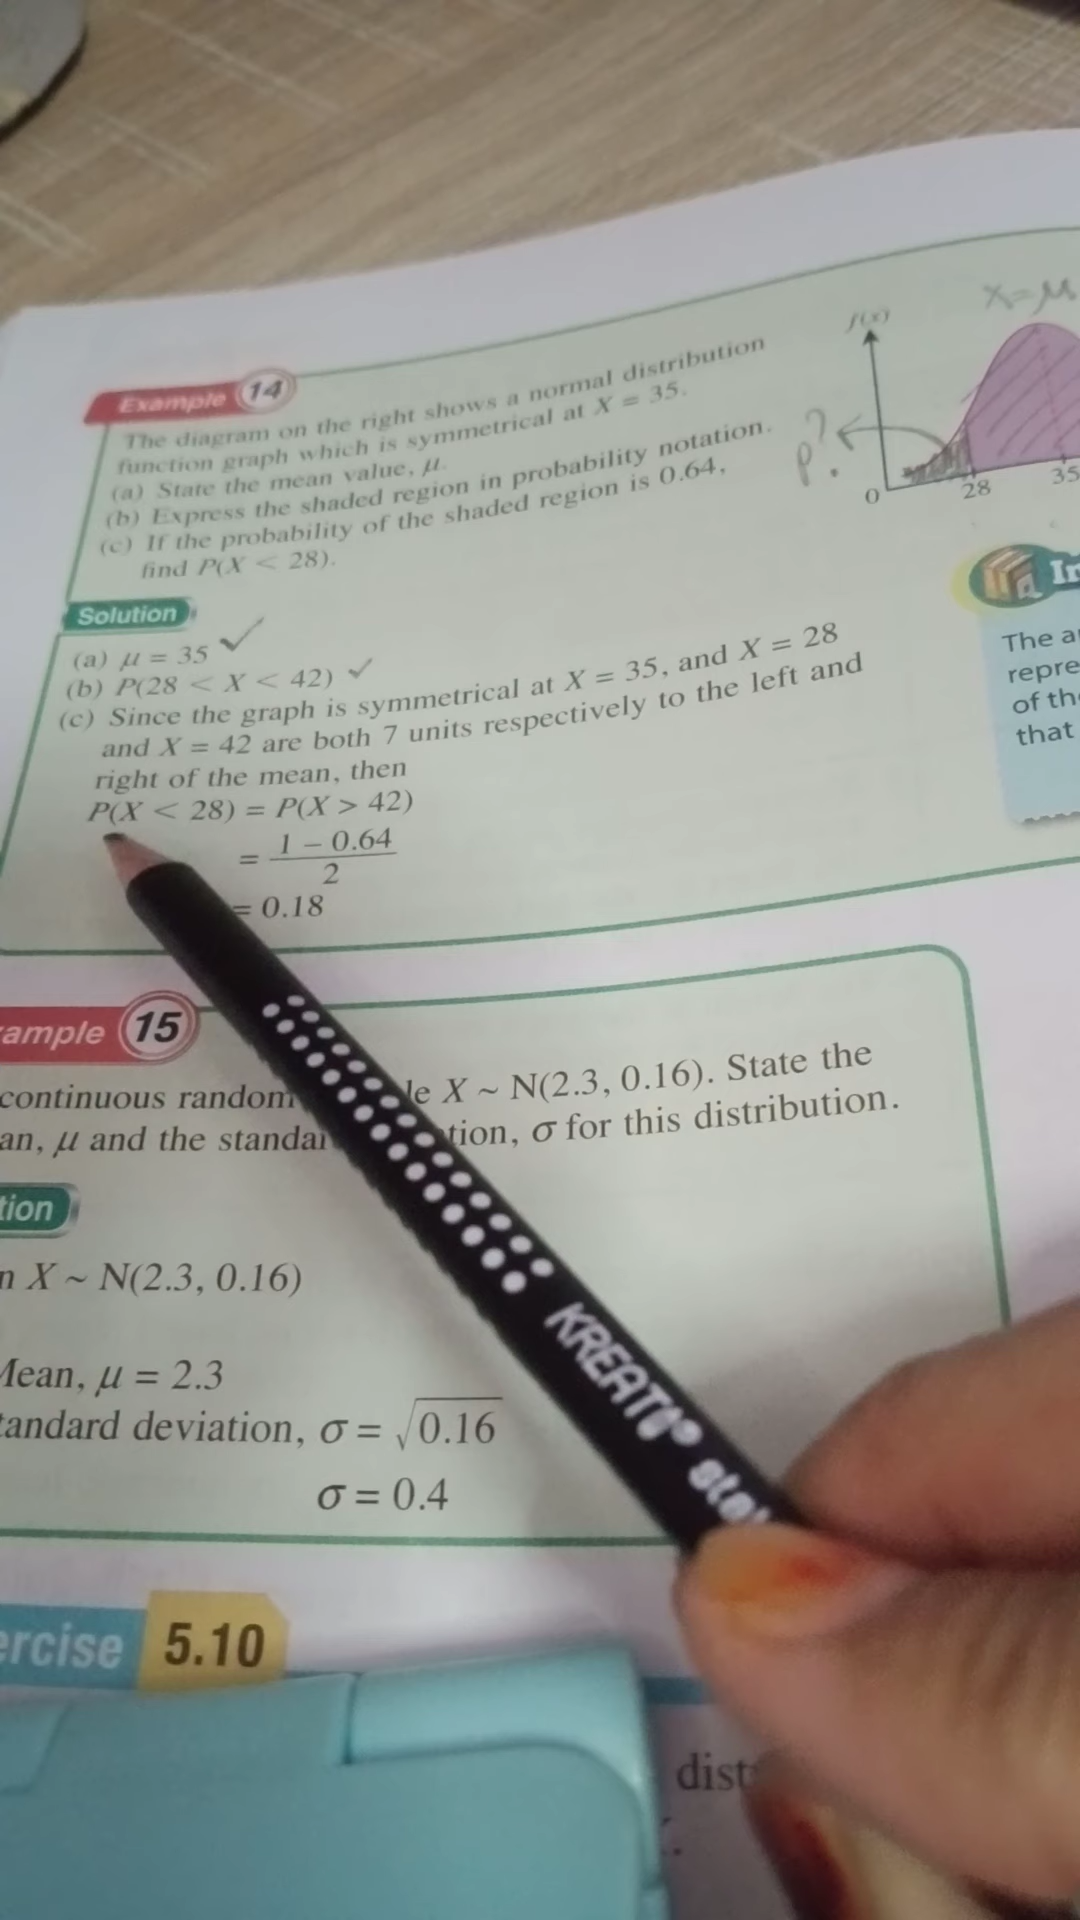 Example 14
The diagram on the right shows a normal distribution
function graph which is symmetrical at X = 35.
(a) State the mean value, μ.
(b) Express the shaded region in probability notation.
(c) If the probability of the shaded region is 0.64,
find P(X < 28).
f(x)
X=μ
P?
0
28
35
Solution
(a) μ = 35 ✓
(b) P(28 < X < 42) ✓
(c) Since the graph is symmetrical at X = 35, and X = 28
and X = 42 are both 7 units respectively to the left and
right of the mean, then
P(X < 28) = P(X > 42)
= 1 – 0.64
2
= 0.18
In
The
repre
of the
that
ample 15
continuous random le X ~ N(2.3, 0.16). State the
an, μ and the standar tion, σ for this distribution.
tion
n X ~ N(2.3, 0.16)
Mean, μ = 2.3
tandard deviation, σ = √0.16
σ = 0.4
ercise 5.10
dist
KREAT